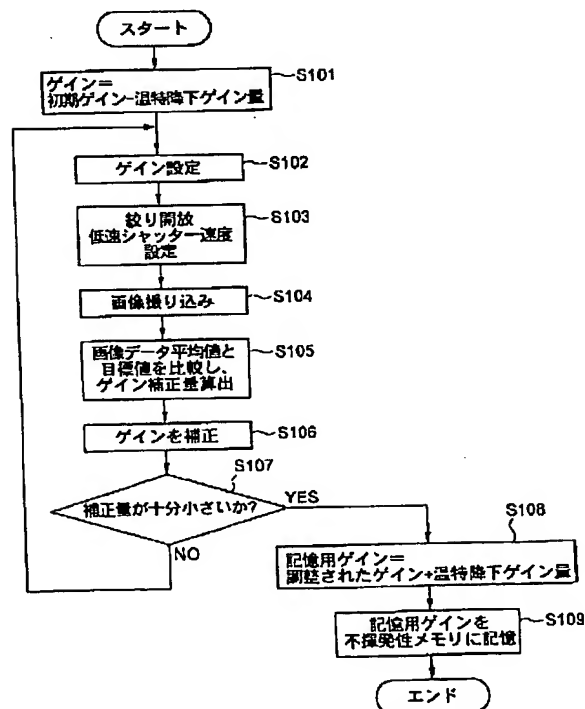 スタート
ゲイン=
初期ゲイン-温特降下ゲイン量
S101
ゲイン設定
S102
絞り開放
低速シャッター速度
設定
S103
画像撮り込み
S104
画像データ平均値と
目標値を比較し、
ゲイン補正量算出
S105
ゲインを補正
S106
補正量が十分小さいか?
S107
YES
NO
記憶用ゲイン=
調整されたゲイン+温特降下ゲイン量
S108
記憶用ゲインを
不揮発性メモリに記憶
S109
エンド